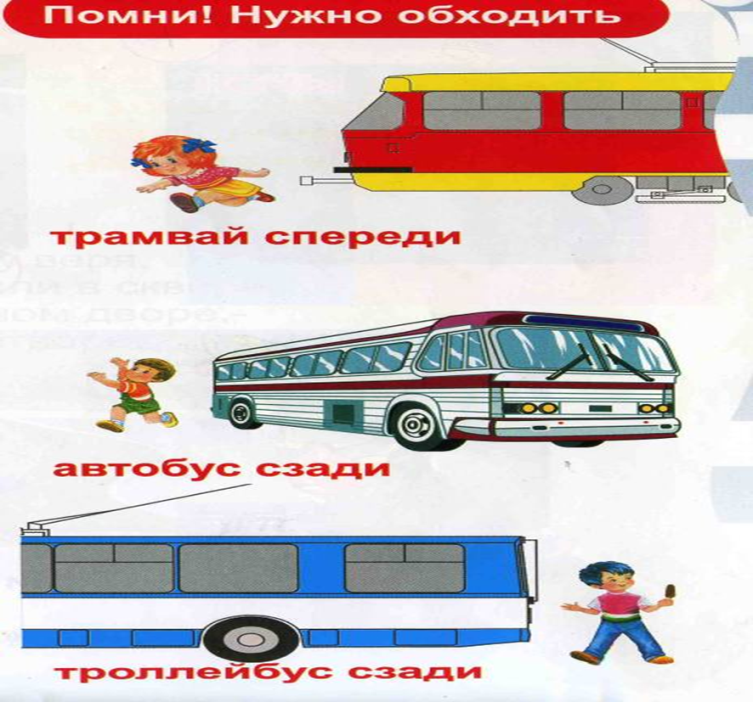 Помни! Нужно обходить
трамвай спереди
автобус сзади
троллейбус сзади